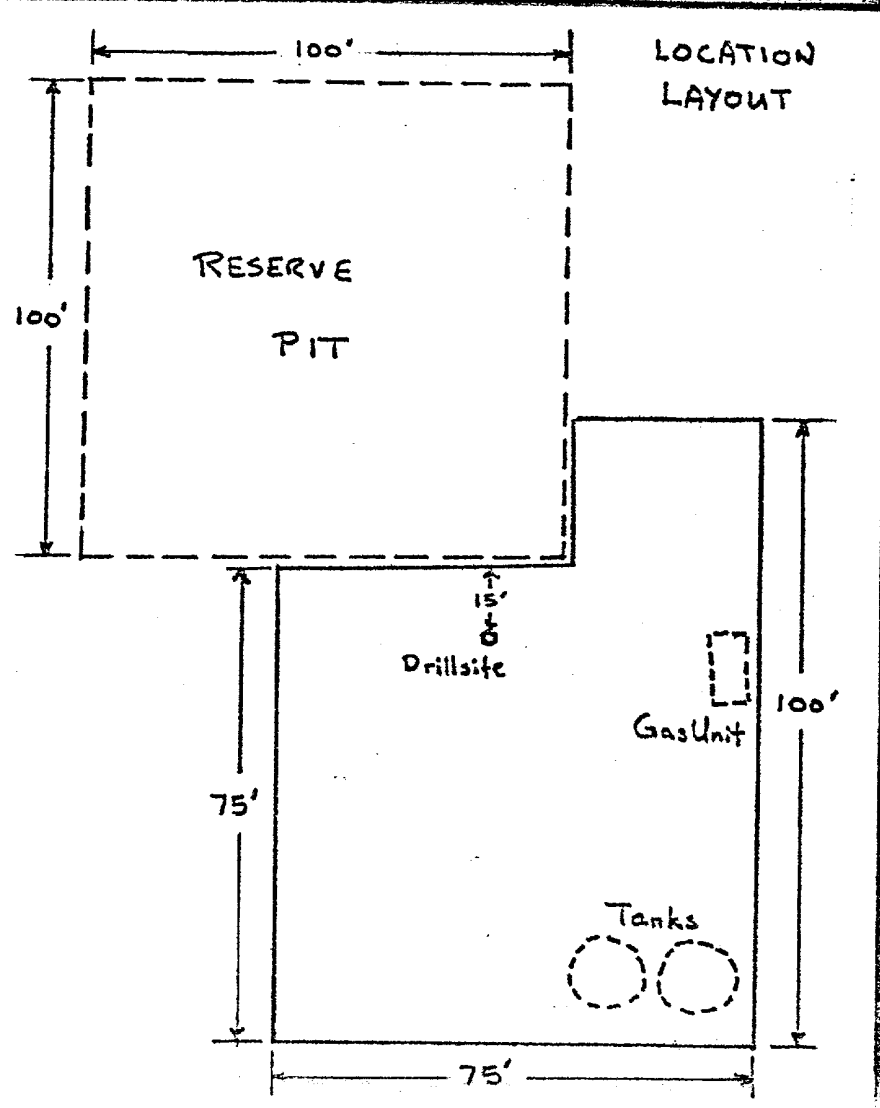 100'
LOCATION
LAYOUT
RESERVE
100'
PIT
15'
Drillsite
100'
GasUnit
75'
Tanks
75'